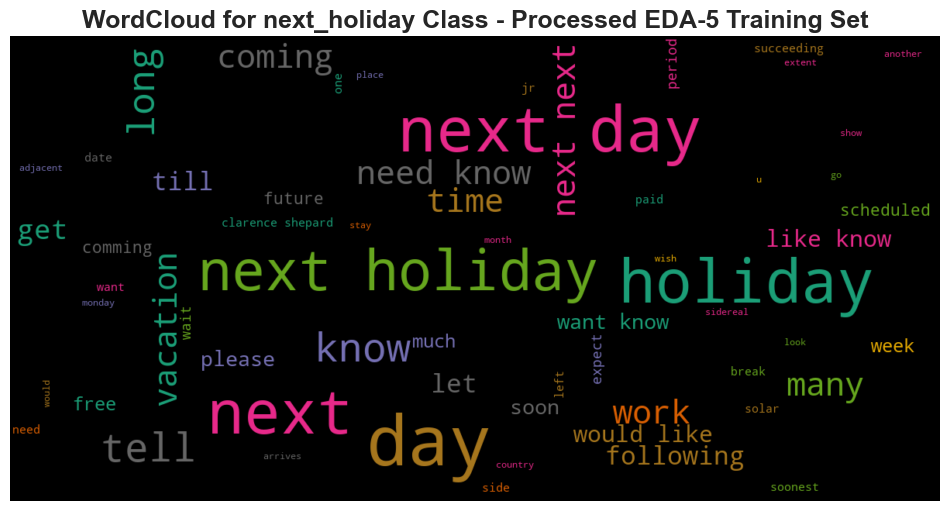 WordCloud for next_holiday Class - Processed EDA-5 Training Set
long
coming
one
place
next next
period
succeeding
extent
another
jr
next day
show
date
adjacent
till
need know
future
time
paid
u
go
scheduled
get
clarence shepard
stay
comming
month
like know
vacation
next holiday
wish
holiday
want
monday
sidereal
wait
want know
know
much
please
expect
look
week
would
free
let
left
break
many
need
next
soon
work
solar
tell
day
would like
following
arrives
country
side
soonest